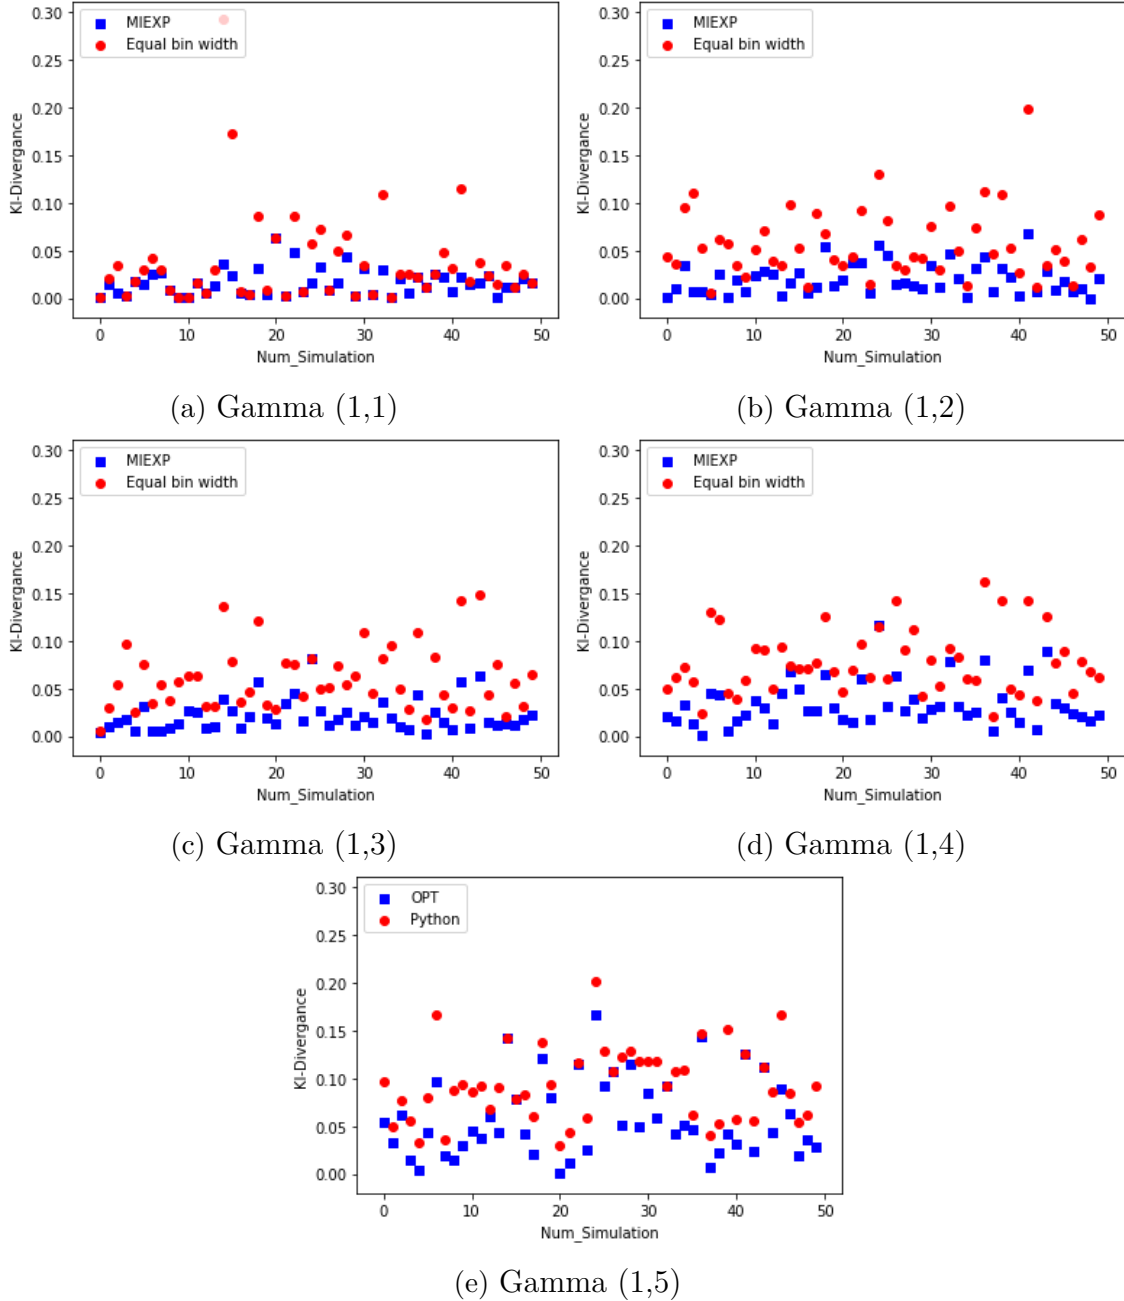 MIEXP
Equal bin width
0.30
0.25
0.20
0.15
0.10
0.05
0.00
KI-Divergance
0 10 20 30 40 50
Num_Simulation
(a) Gamma (1,1)
MIEXP
Equal bin width
0.30
0.25
0.20
0.15
0.10
0.05
0.00
KI-Divergance
0 10 20 30 40 50
Num_Simulation
(b) Gamma (1,2)
MIEXP
Equal bin width
0.30
0.25
0.20
0.15
0.10
0.05
0.00
KI-Divergance
0 10 20 30 40 50
Num_Simulation
(c) Gamma (1,3)
MIEXP
Equal bin width
0.30
0.25
0.20
0.15
0.10
0.05
0.00
KI-Divergance
0 10 20 30 40 50
Num_Simulation
(d) Gamma (1,4)
OPT
Python
0.30
0.25
0.20
0.15
0.10
0.05
0.00
KI-Divergance
0 10 20 30 40 50
Num_Simulation
(e) Gamma (1,5)